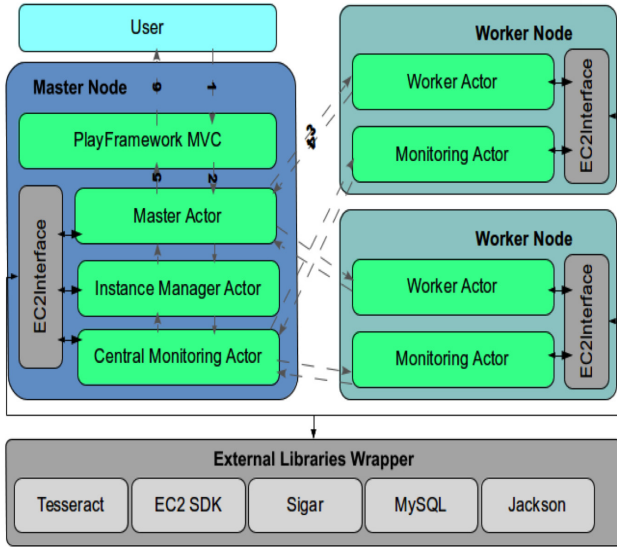 User
Worker Node
Master Node
6
1
Worker Actor
EC2Interface
PlayFramework MVC
4
3
Monitoring Actor
5
2
Master Actor
Worker Node
EC2Interface
Instance Manager Actor
Worker Actor
EC2Interface
Central Monitoring Actor
Monitoring Actor
External Libraries Wrapper
Tesseract
EC2 SDK
Sigar
MySQL
Jackson